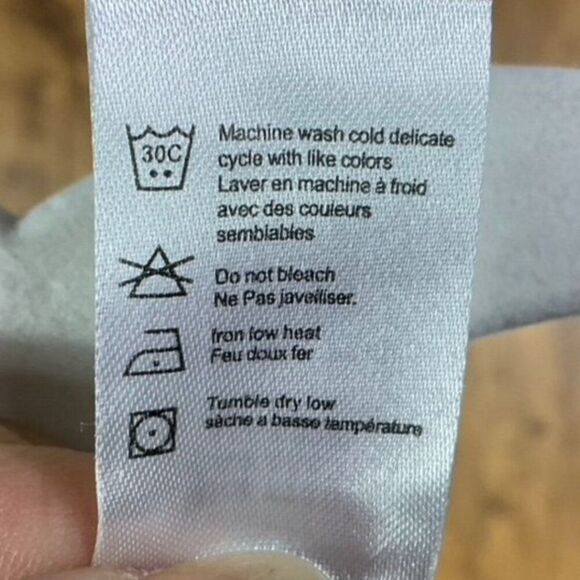 30C
Machine wash cold delicate
cycle with like colors
Laver en machine à froid
avec des couleurs
semblables
Do not bleach
Ne Pas javelliser.
Iron low heat
Feu doux fer
Tumble dry low
sèche a basse température